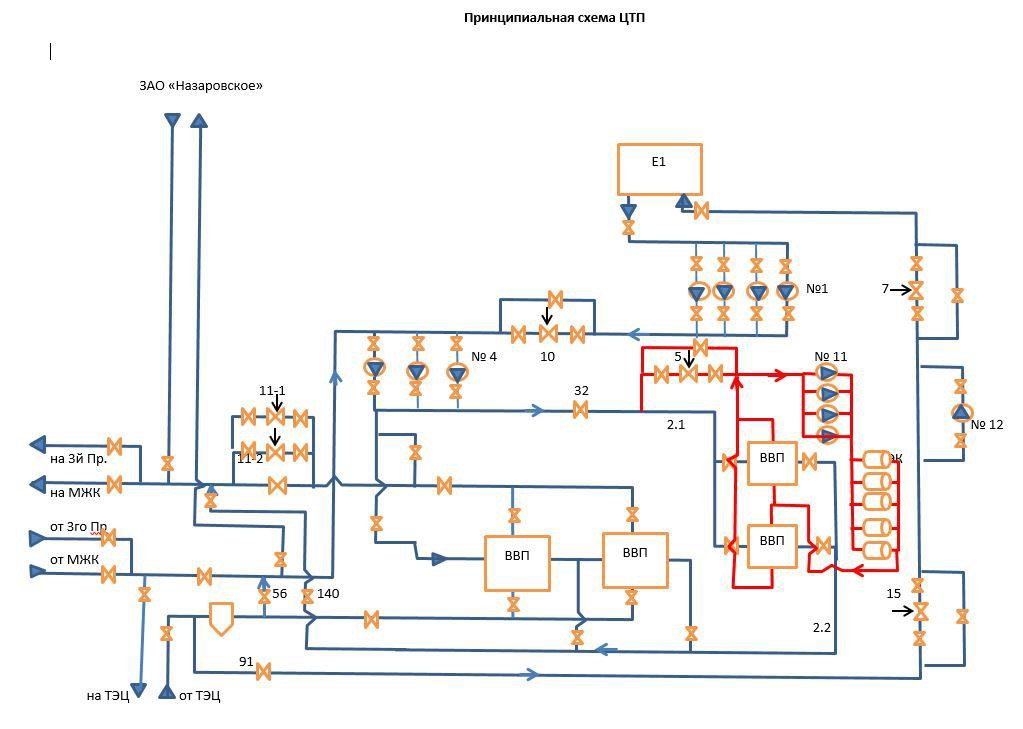 Принципиальная схема ЦТП
ЗАО «Назаровское»
Е1
№1
7
№ 4
10
5
№ 11
11-1
32
2.1
№ 12
11-2
на 3й Пр.
ВВП
на МЖК
от 3го Пр
ВВП
ВВП
ВВП
от МЖК
56
140
15
2.2
91
на ТЭЦ
от ТЭЦ